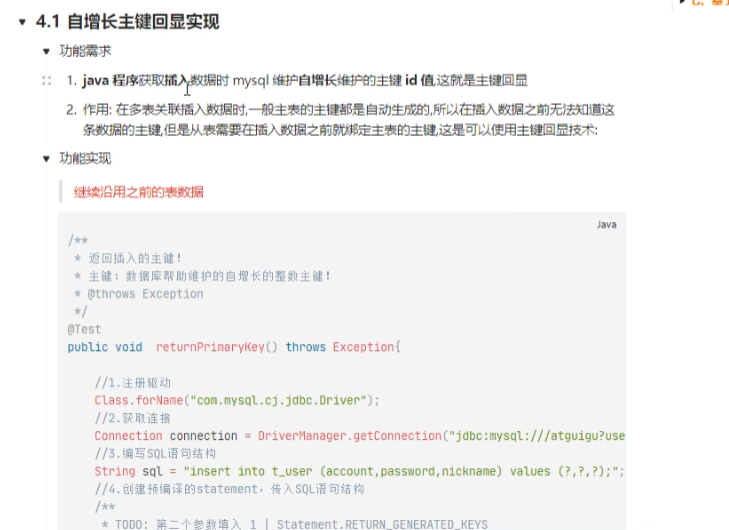 4.1 自增长主键回显实现
功能需求
1. java 程序获取插入数据时 mysql 维护自增长维护的主键 id 值,这就是主键回显
2. 作用: 在多表关联插入数据时,一般主表的主键都是自动生成的,所以在插入数据之前无法知道这
条数据的主键,但是从表需要在插入数据之前就绑定主表的主键,这是可以使用主键回显技术:
功能实现
继续沿用之前的表数据
Java
/**
* 返回插入的主键!
* 主键: 数据库帮助维护的自增长的整数主键!
* @throws Exception
*/
@Test
public void returnPrimaryKey() throws Exception{
//1.注册驱动
Class.forName("com.mysql.cj.jdbc.Driver");
//2.获取连接
Connection connection = DriverManager.getConnection("jdbc:mysql:///atguigu?use
//3.编写SQL语句结构
String sql = "insert into t_user (account,password,nickname) values (?,?,?);";
//4.创建预编译的statement，传入SQL语句结构
/**
* TODO: 第二个参数填入 1 | Statement.RETURN_GENERATED_KEYS